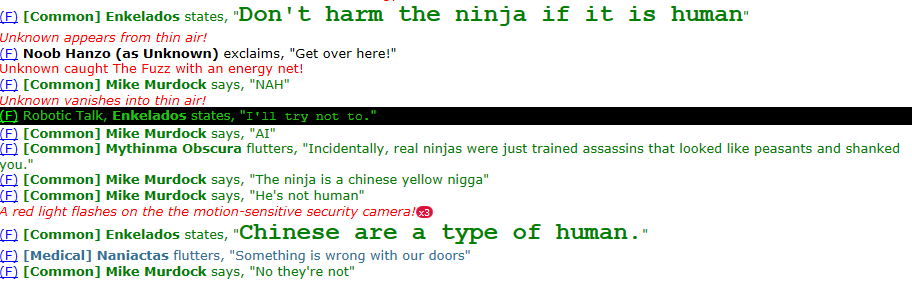 (F) [Common] Enkelados states, "Don't harm the ninja if it is human"
Unknown appears from thin air!
(F) Noob Hanzo (as Unknown) exclaims, "Get over here!"
Unknown caught The Fuzz with an energy net!
(F) [Common] Mike Murdock says, "NAH"
Unknown vanishes into thin air!
(F) Robotic Talk, Enkelados states, "I'll try not to."
(F) [Common] Mike Murdock says, "AI"
(F) [Common] Mythinma Obscura flutters, "Incidentally, real ninjas were just trained assassins that looked like peasants and shanked
you."
(F) [Common] Mike Murdock says, "The ninja is a chinese yellow nigga"
(F) [Common] Mike Murdock says, "He's not human"
A red light flashes on the the motion-sensitive security camera! x3
(F) [Common] Enkelados states, "Chinese are a type of human."
(F) [Medical] Naniactas flutters, "Something is wrong with our doors"
(F) [Common] Mike Murdock says, "No they're not"